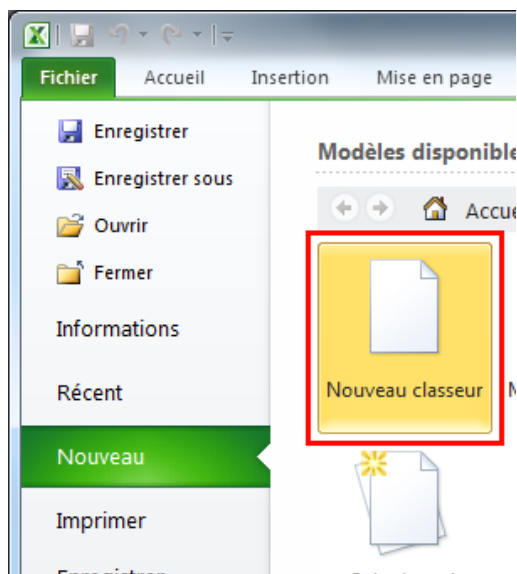 Fichier Accueil Insertion Mise en page
Enregistrer
Enregistrer sous
Ouvrir
Fermer
Informations
Récent
Nouveau
Imprimer
Modèles disponible
Accue
Nouveau classeur